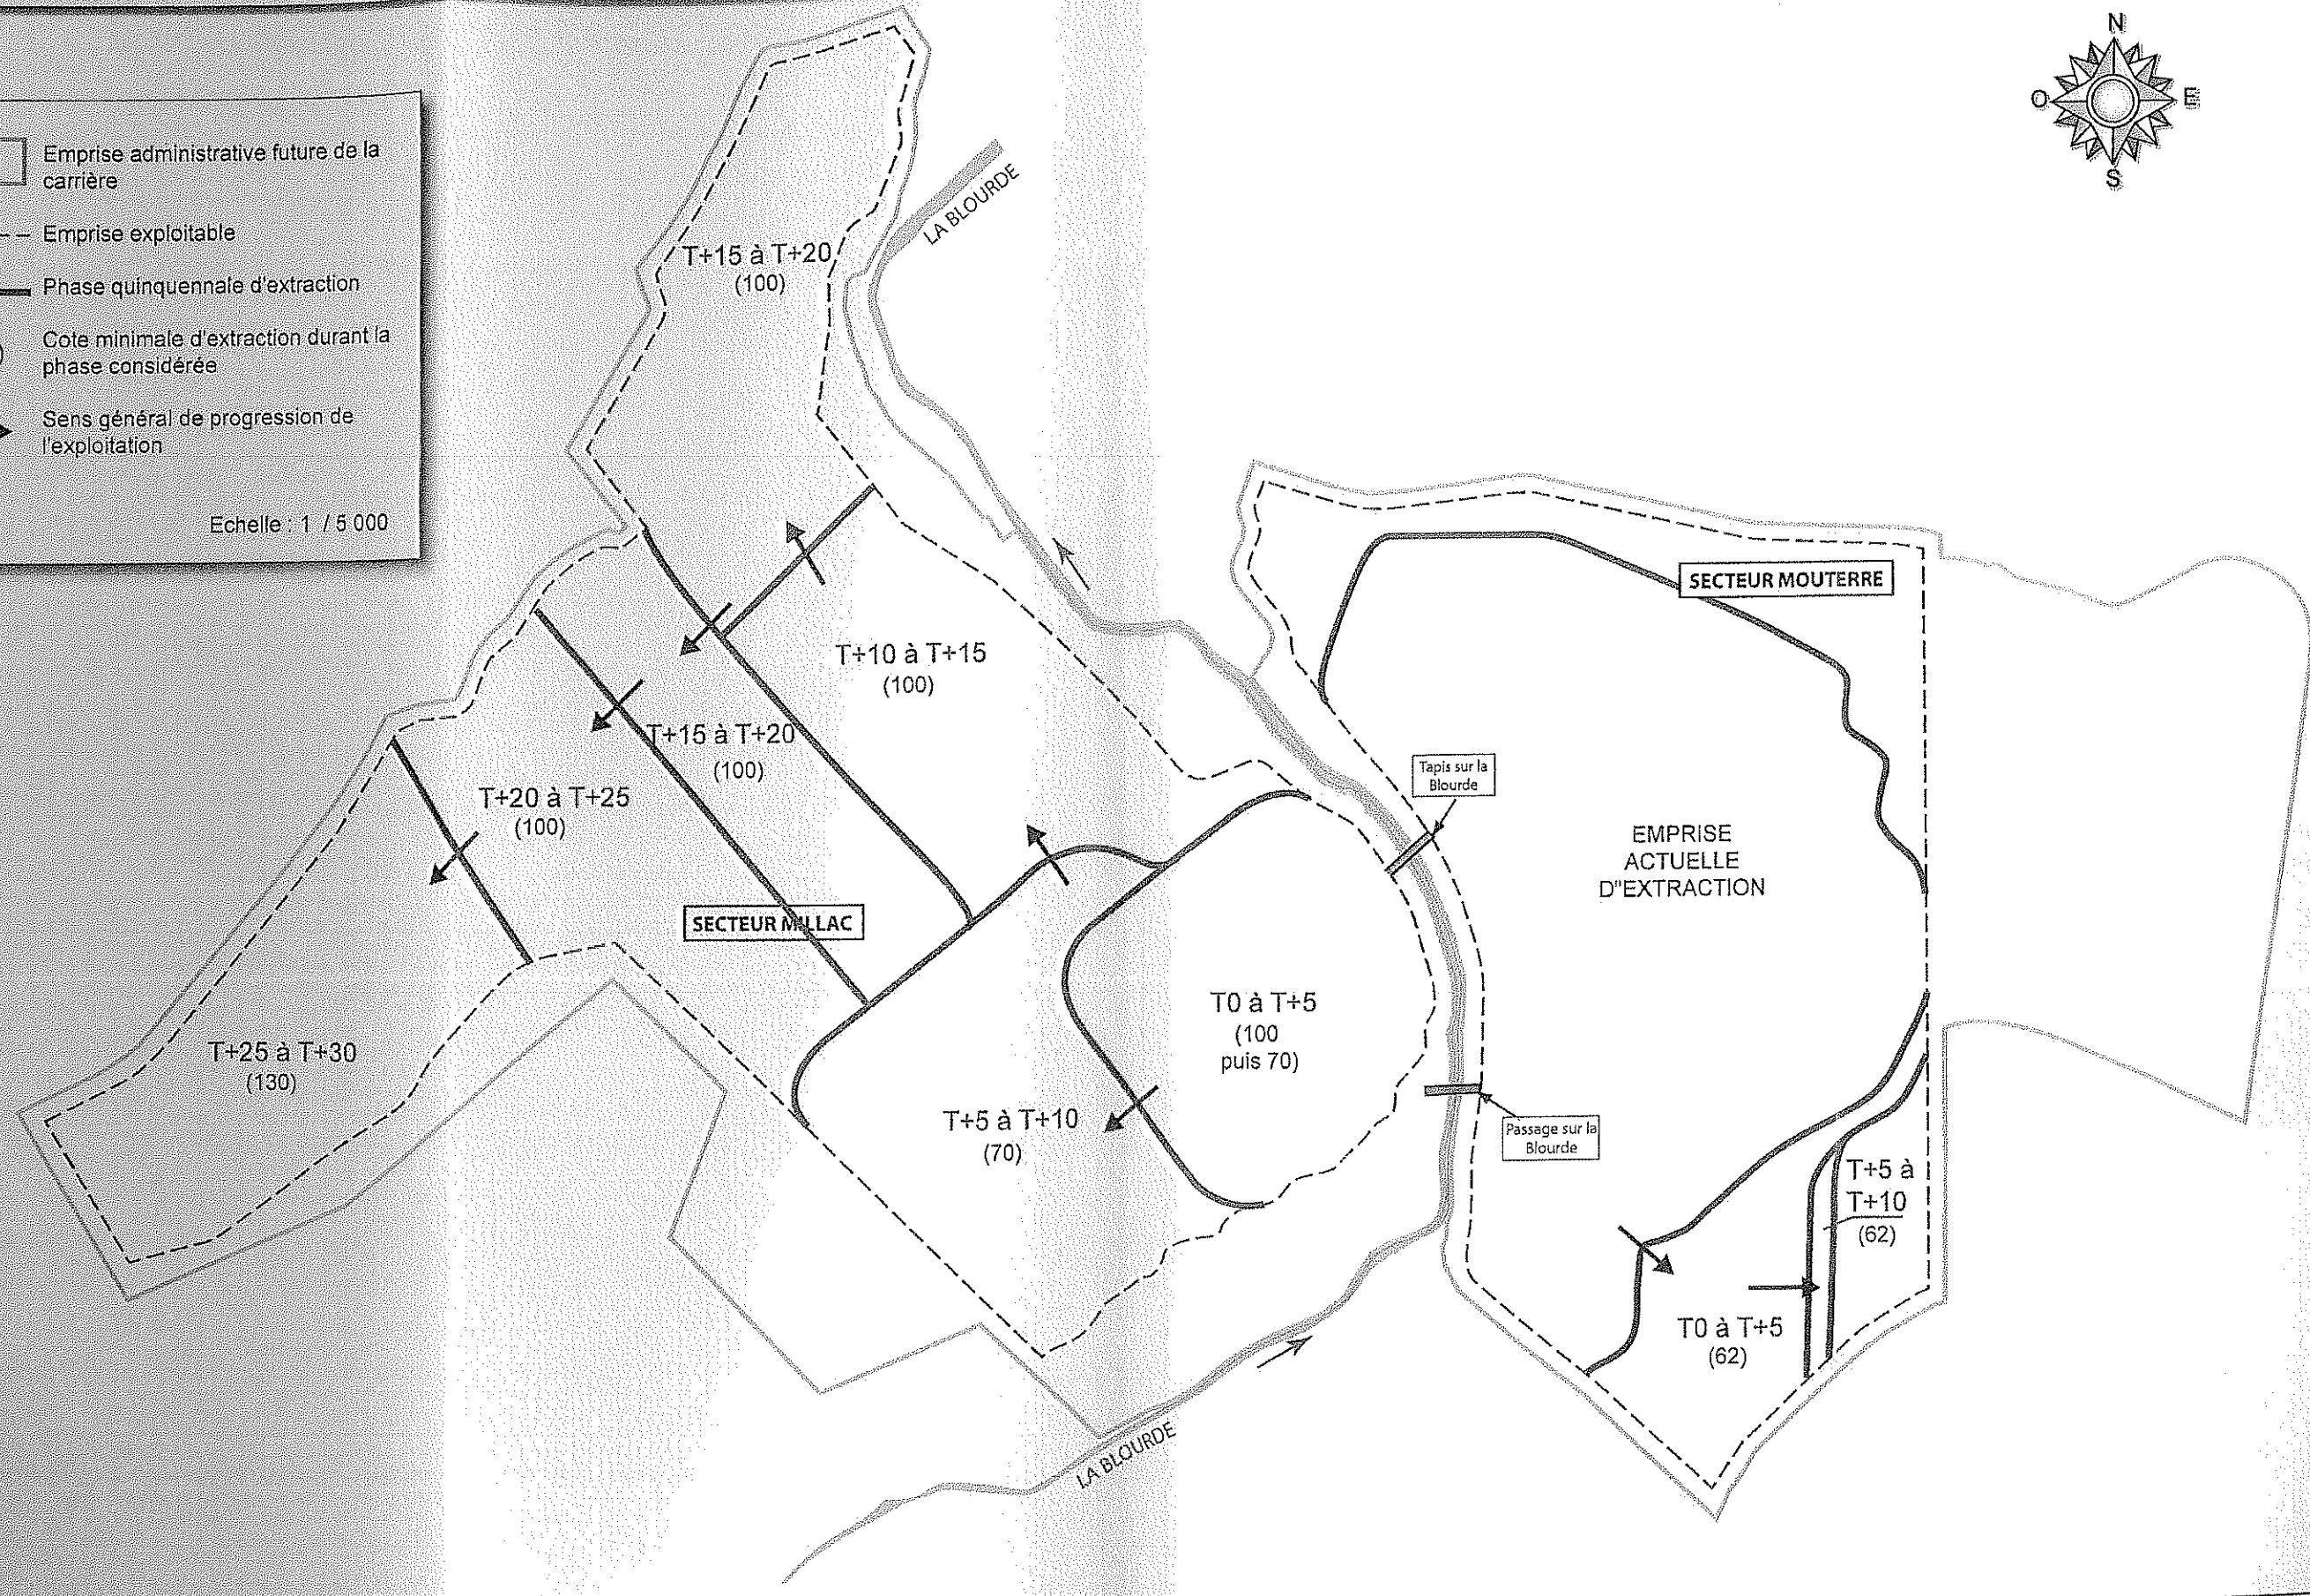 N
O
E
S
Emprise administrative future de la
carrière
Emprise exploitable
Phase quinquennale d'extraction
Cote minimale d'extraction durant la
phase considérée
Sens général de progression de
l'exploitation
Echelle : 1 / 5 000
LA BLOURDE
T+15 à T+20
(100)
SECTEUR MOUTERRE
T+10 à T+15
(100)
T+15 à T+20
(100)
T+20 à T+25
(100)
Tapis sur la
Blourde
EMPRISE
ACTUELLE
D"EXTRACTION
SECTEUR MILLAC
T0 à T+5
(100
puis 70)
T+25 à T+30
(130)
T+5 à T+10
(70)
Passage sur la
Blourde
T+5 à
T+10
(62)
T0 à T+5
(62)
LA BLOURDE